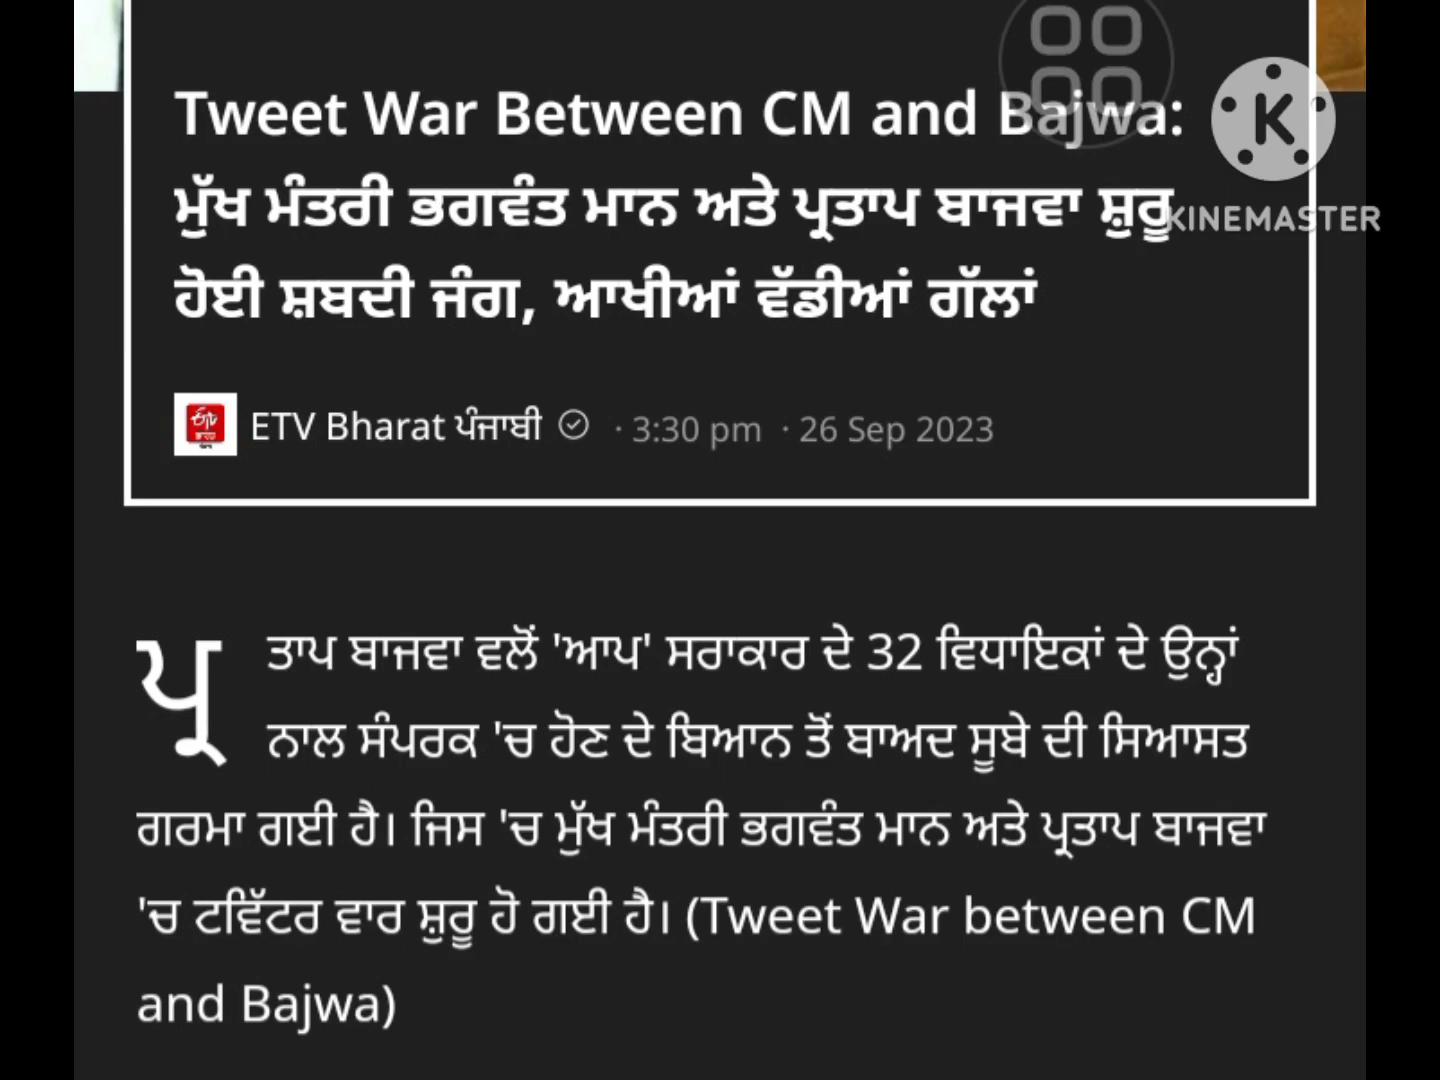 Tweet War Between CM and Bajwa:
ਮੁੱਖ ਮੰਤਰੀ ਭਗਵੰਤ ਮਾਨ ਅਤੇ ਪ੍ਰਤਾਪ ਬਾਜਵਾ ਸ਼ੁਰੂ
ਹੋਈ ਸ਼ਬਦੀ ਜੰਗ, ਆਖੀਆਂ ਵੱਡੀਆਂ ਗੱਲਾਂ
K
KINEMASTER
ETV Bharat ਪੰਜਾਬੀ · 3:30 pm · 26 Sep 2023
ਪ੍ਰਤਾਪ ਬਾਜਵਾ ਵਲੋਂ 'ਆਪ' ਸਰਾਕਾਰ ਦੇ 32 ਵਿਧਾਇਕਾਂ ਦੇ ਉਨ੍ਹਾਂ
ਨਾਲ ਸੰਪਰਕ 'ਚ ਹੋਣ ਦੇ ਬਿਆਨ ਤੋਂ ਬਾਅਦ ਸੂਬੇ ਦੀ ਸਿਆਸਤ
ਗਰਮਾ ਗਈ ਹੈ। ਜਿਸ 'ਚ ਮੁੱਖ ਮੰਤਰੀ ਭਗਵੰਤ ਮਾਨ ਅਤੇ ਪ੍ਰਤਾਪ ਬਾਜਵਾ
'ਚ ਟਵਿੱਟਰ ਵਾਰ ਸ਼ੁਰੂ ਹੋ ਗਈ ਹੈ। (Tweet War between CM
and Bajwa)